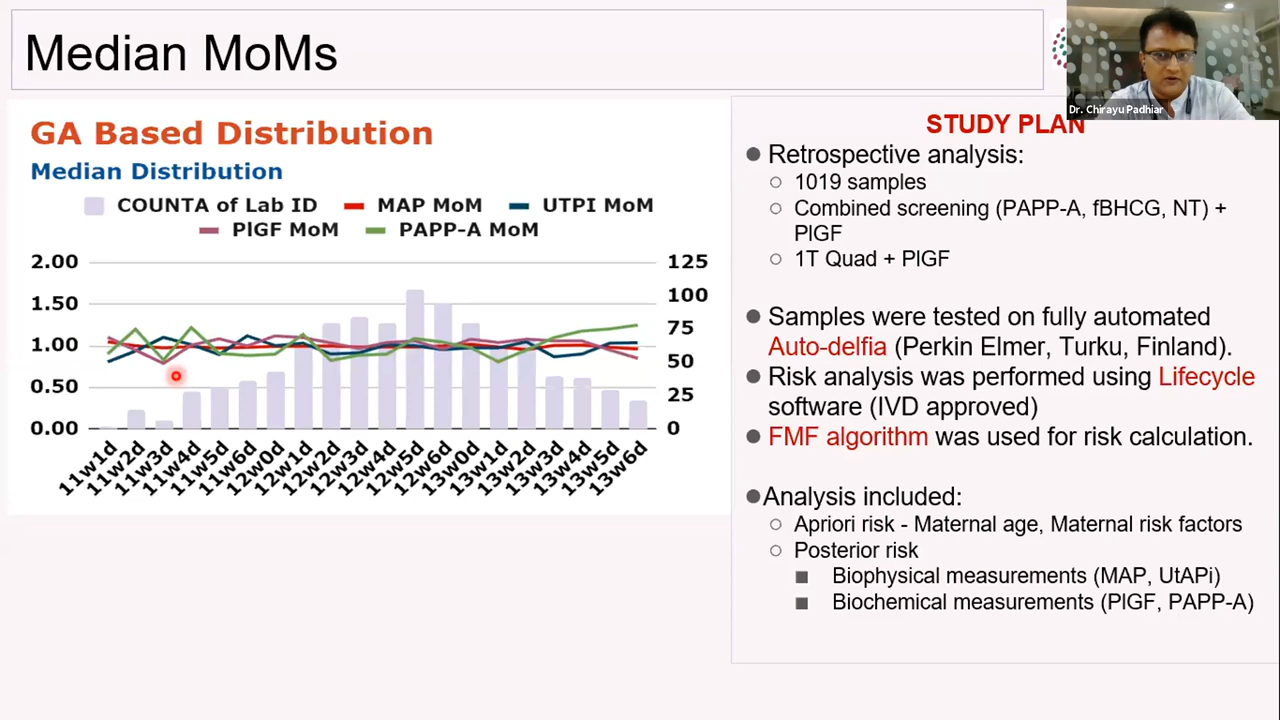 Median MoMs
Dr. Chirayu Padhiar
GA Based Distribution
Median Distribution
COUNTA of Lab ID
MAP MoM
UTPI MoM
PlGF MoM
PAPP-A MoM
2.00
1.50
1.00
0.50
0.00
125
100
75
50
25
0
11w1d
11w2d
11w3d
11w4d
11w5d
11w6d
12w0d
12w1d
12w2d
12w3d
12w4d
12w5d
12w6d
13w0d
13w1d
13w2d
13w3d
13w4d
13w5d
13w6d
STUDY PLAN
Retrospective analysis:
1019 samples
Combined screening (PAPP-A, fBHCG, NT) +
PlGF
1T Quad + PlGF
Samples were tested on fully automated
Auto-delfia (Perkin Elmer, Turku, Finland).
Risk analysis was performed using Lifecycle
software (IVD approved)
FMF algorithm was used for risk calculation.
Analysis included:
Apriori risk - Maternal age, Maternal risk factors
Posterior risk
Biophysical measurements (MAP, UtAPi)
Biochemical measurements (PlGF, PAPP-A)